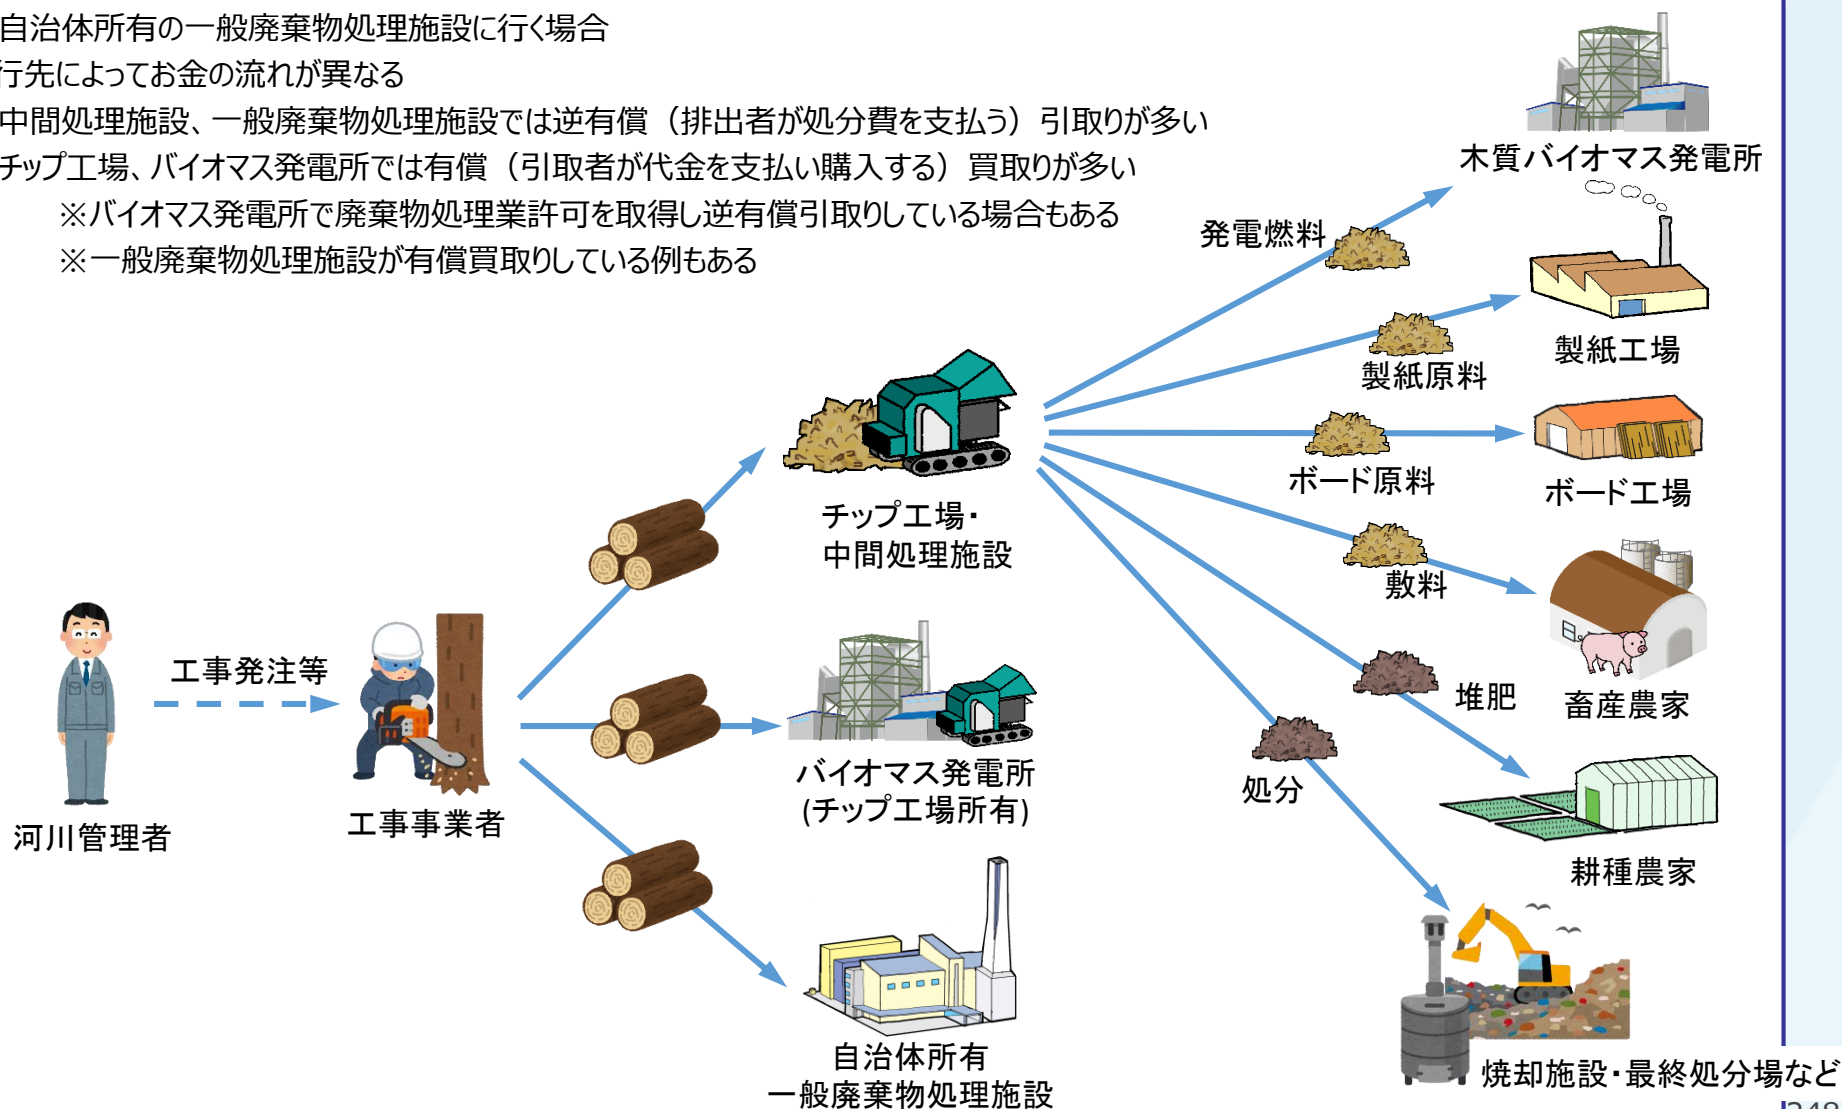 自治体所有の一般廃棄物処理施設に行く場合
行先によってお金の流れが異なる
中間処理施設、一般廃棄物処理施設では逆有償（排出者が処分費を支払う）引取りが多い
チップ工場、バイオマス発電所では有償（引取者が代金を支払い購入する）買取りが多い
※バイオマス発電所で廃棄物処理業許可を取得し逆有償引取りしている場合もある
※一般廃棄物処理施設が有償買取りしている例もある
木質バイオマス発電所
発電燃料
製紙工場
製紙原料
ボード原料
ボード工場
チップ工場・
中間処理施設
敷料
工事発注等
堆肥
畜産農家
バイオマス発電所
(チップ工場所有)
処分
河川管理者
工事事業者
耕種農家
自治体所有
一般廃棄物処理施設
焼却施設・最終処分場など